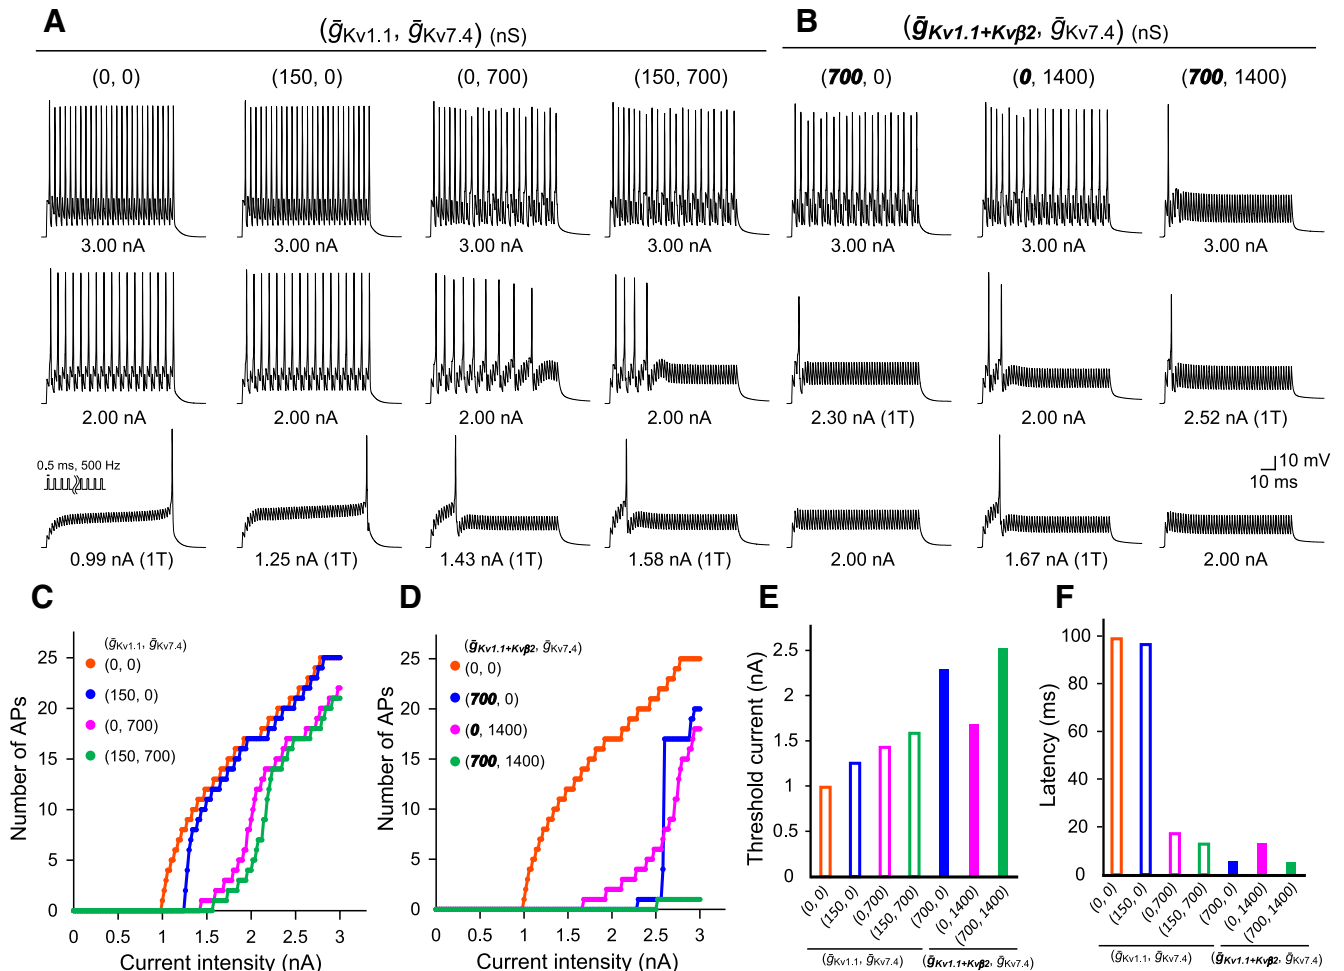 A
(ḡKv1.1, ḡKv7.4) (nS)
B
(ḡKv1.1+Kvβ2, ḡKv7.4) (nS)
(0, 0) (150, 0) (0, 700) (150, 700) (700, 0) (0, 1400) (700, 1400)
3.00 nA 3.00 nA 3.00 nA 3.00 nA 3.00 nA 3.00 nA 3.00 nA
2.00 nA 2.00 nA 2.00 nA 2.00 nA 2.30 nA (1T) 2.00 nA 2.52 nA (1T)
0.5 ms, 500 Hz
10 mV
10 ms
0.99 nA (1T) 1.25 nA (1T) 1.43 nA (1T) 1.58 nA (1T) 2.00 nA 1.67 nA (1T) 2.00 nA
C
(ḡKv1.1, ḡKv7.4)
(0, 0)
(150, 0)
(0, 700)
(150, 700)
Number of APs
25
20
15
10
5
0
0 0.5 1 1.5 2 2.5 3
Current intensity (nA)
D
(ḡKv1.1+Kvβ2, ḡKv7.4)
(0, 0)
(700, 0)
(0, 1400)
(700, 1400)
Number of APs
25
20
15
10
5
0
0 0.5 1 1.5 2 2.5 3
Current intensity (nA)
E
Threshold current (nA)
2.5
2
1.5
1
0.5
0
(0, 0) (150, 0) (0,700) (150, 700) (700, 0) (0, 1400) (700, 1400)
(ḡKv1.1, ḡKv7.4) (ḡKv1.1+Kvβ2, ḡKv7.4)
F
Latency (ms)
100
80
60
40
20
0
(0, 0) (150, 0) (0,700) (150, 700) (700, 0) (0, 1400) (700, 1400)
(ḡKv1.1, ḡKv7.4) (ḡKv1.1+Kvβ2, ḡKv7.4)